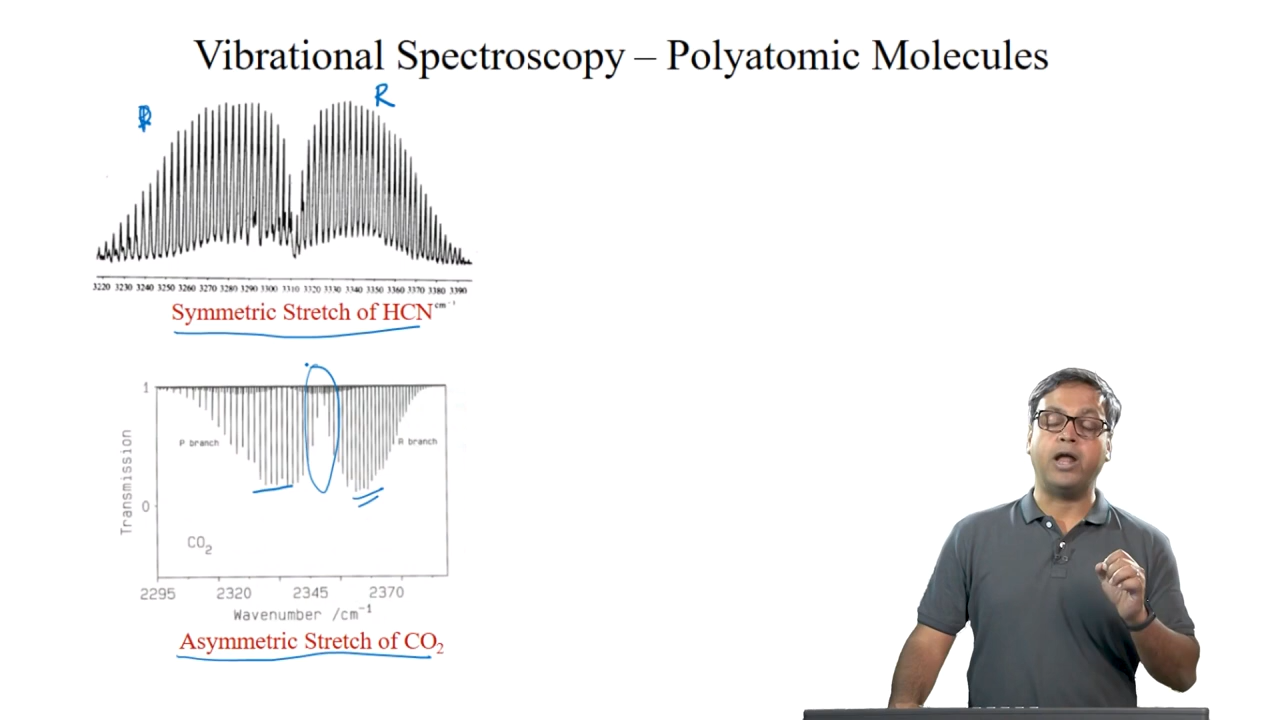 Vibrational Spectroscopy – Polyatomic Molecules
P R
3220 3230 3240 3250 3260 3270 3280 3290 3300 3310 3320 3330 3340 3350 3360 3370 3380 3390
Symmetric Stretch of HCN cm⁻¹
1
P branch R branch
Transmission
0
CO₂
2295 2320 2345 2370
Wavenumber /cm⁻¹
Asymmetric Stretch of CO₂